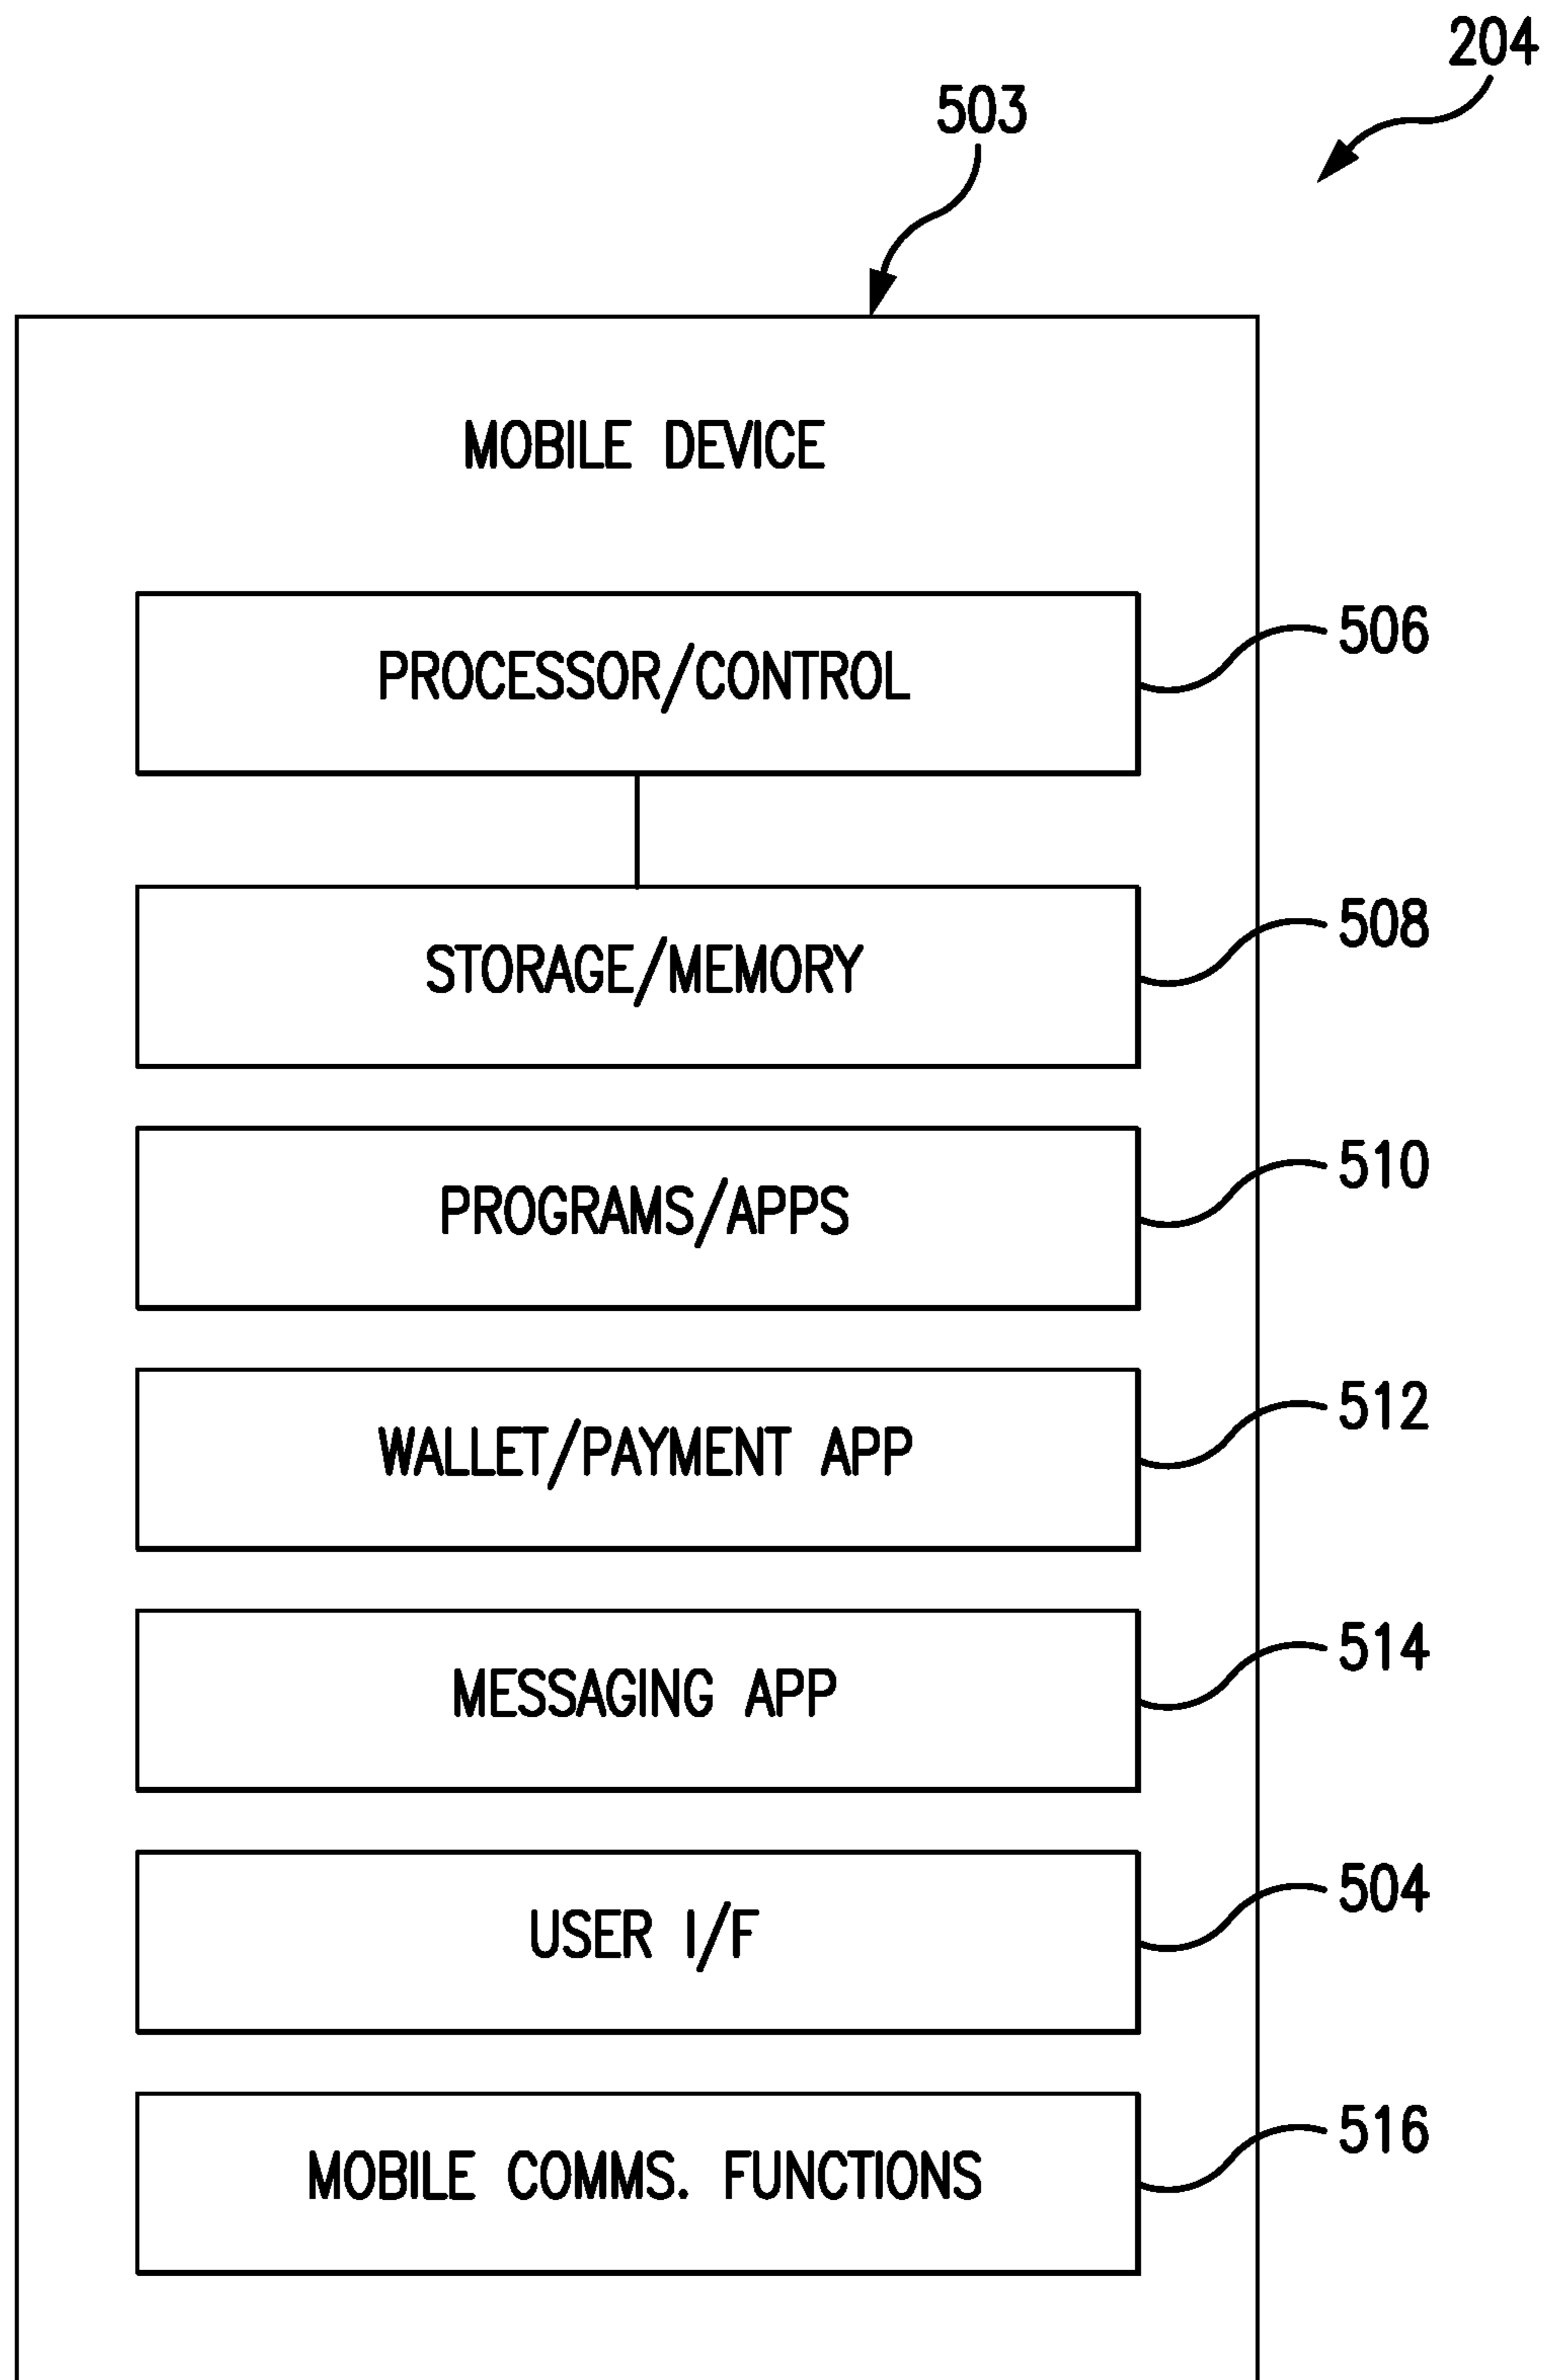 204
503
MOBILE DEVICE
PROCESSOR/CONTROL
506
STORAGE/MEMORY
508
PROGRAMS/APPS
510
WALLET/PAYMENT APP
512
MESSAGING APP
514
USER I/F
504
MOBILE COMMS. FUNCTIONS
516